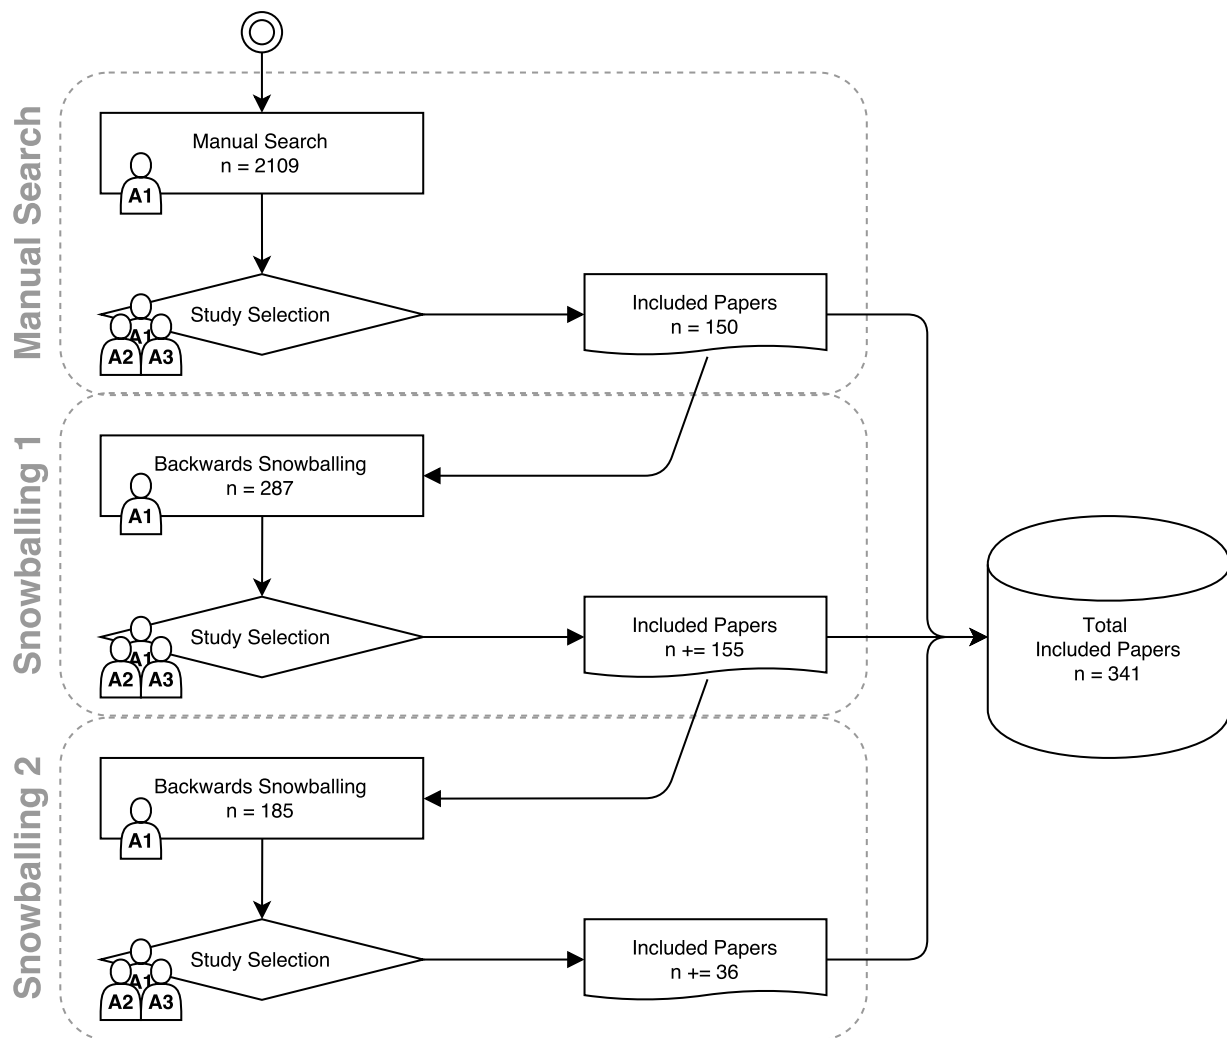 Manual Search
Manual Search
n = 2109
A1
Study Selection
A1
A2 A3
Included Papers
n = 150
Snowballing 1
Backwards Snowballing
n = 287
A1
Study Selection
A1
A2 A3
Included Papers
n += 155
Total
Included Papers
n = 341
Snowballing 2
Backwards Snowballing
n = 185
A1
Study Selection
A1
A2 A3
Included Papers
n += 36